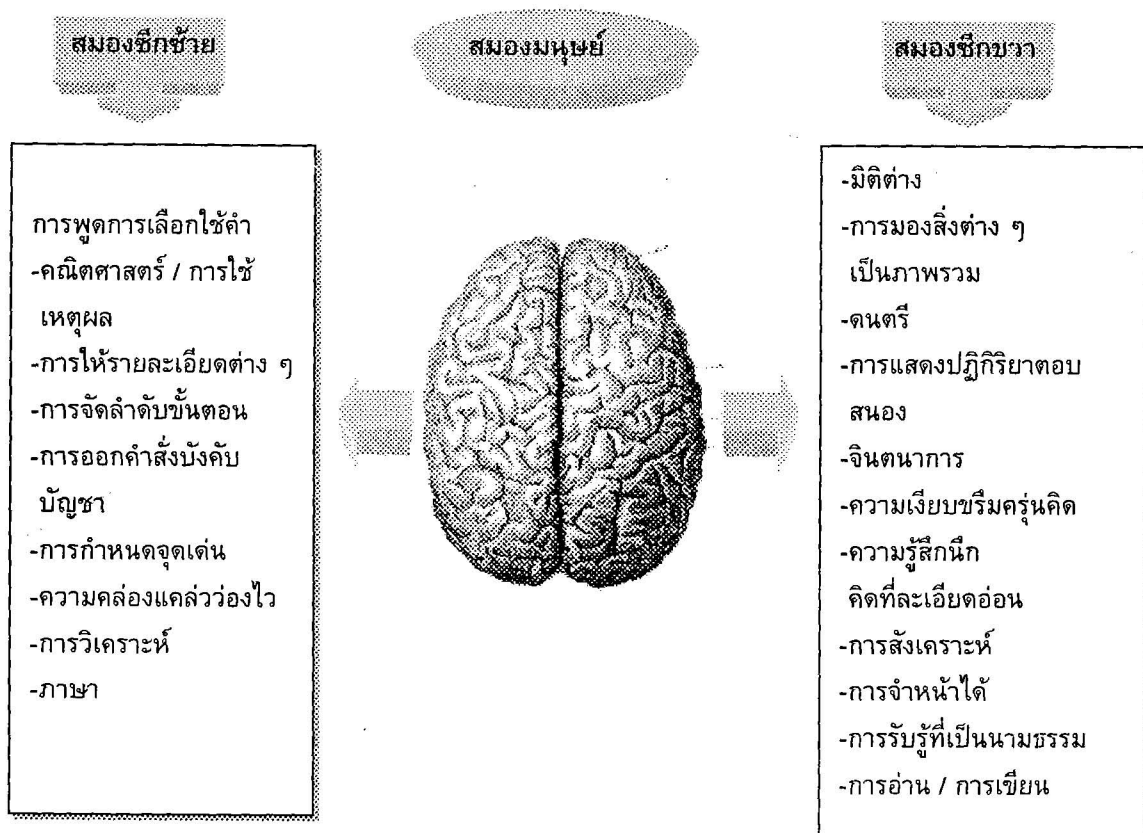 สมองซีกซ้าย
สมองมนุษย์
สมองซีกขวา
การพูดการเลือกใช้คำ
-คณิตศาสตร์ / การใช้
เหตุผล
-การให้รายละเอียดต่าง ๆ
-การจัดลำดับขั้นตอน
-การออกคำสั่งบังคับ
บัญชา
-การกำหนดจุดเด่น
-ความคล่องแคล่วว่องไว
-การวิเคราะห์
-ภาษา
-มิติต่าง
-การมองสิ่งต่าง ๆ
เป็นภาพรวม
-ดนตรี
-การแสดงปฏิกิริยาตอบ
สนอง
-จินตนาการ
-ความเงียบขรึมครุ่นคิด
-ความรู้สึกนึก
คิดที่ละเอียดอ่อน
-การสังเคราะห์
-การจำหน้าได้
-การรับรู้ที่เป็นนามธรรม
-การอ่าน / การเขียน